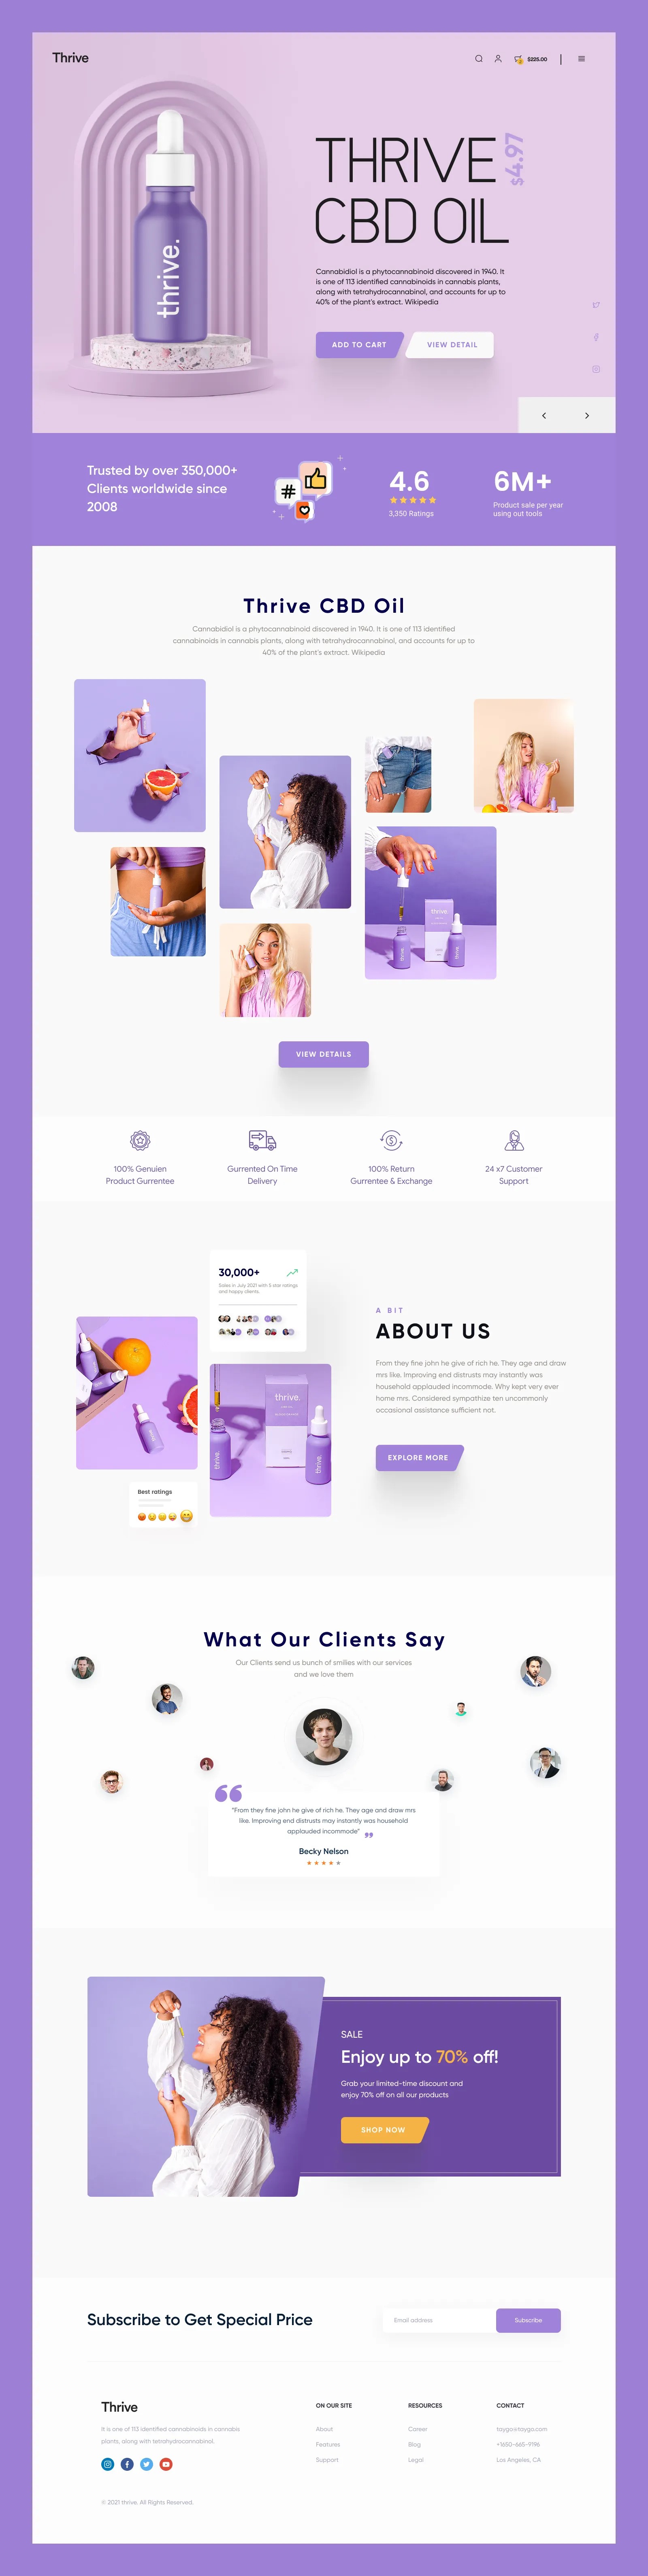 Thrive
$225.00
THRIVE
$4.97
CBD OIL
Cannabidiol is a phytocannabinoid discovered in 1940. It
is one of 113 identified cannabinoids in cannabis plants,
along with tetrahydrocannabinol, and accounts for up to
40% of the plant's extract. Wikipedia
ADD TO CART
VIEW DETAIL
thrive.
Trusted by over 350,000+
Clients worldwide since
2008
#
4.6
3,350 Ratings
6M+
Product sale per year
using out tools
Thrive CBD Oil
Cannabidiol is a phytocannabinoid discovered in 1940. It is one of 113 identified
cannabinoids in cannabis plants, along with tetrahydrocannabinol, and accounts for up to
40% of the plant's extract. Wikipedia
thrive.
thrive.
thrive.
VIEW DETAILS
100% Genuien
Product Gurrentee
Gurrented On Time
Delivery
100% Return
Gurrentee & Exchange
24 x7 Customer
Support
30,000+
Sales in July 2021 with 5 star ratings
and happy clients.
thrive.
thrive.
thrive.
Best ratings
A BIT
ABOUT US
From they fine john he give of rich he. They age and draw
mrs like. Improving end distrusts may instantly was
household applauded incommode. Why kept very ever
home mrs. Considered sympathize ten uncommonly
occasional assistance sufficient not.
EXPLORE MORE
What Our Clients Say
Our Clients send us bunch of smilies with our services
and we love them
"From they fine john he give of rich he. They age and draw mrs
like. Improving end distrusts may instantly was household
applauded incommode"
Becky Nelson
SALE
Enjoy up to 70% off!
Grab your limited-time discount and
enjoy 70% off on all our products
SHOP NOW
Subscribe to Get Special Price
Email address
Subscribe
Thrive
It is one of 113 identified cannabinoids in cannabis
plants, along with tetrahydrocannabinol.
ON OUR SITE
About
Features
Support
RESOURCES
Career
Blog
Legal
CONTACT
taygo@taygo.com
+1650-665-9196
Los Angeles, CA
© 2021 thrive. All Rights Reserved.